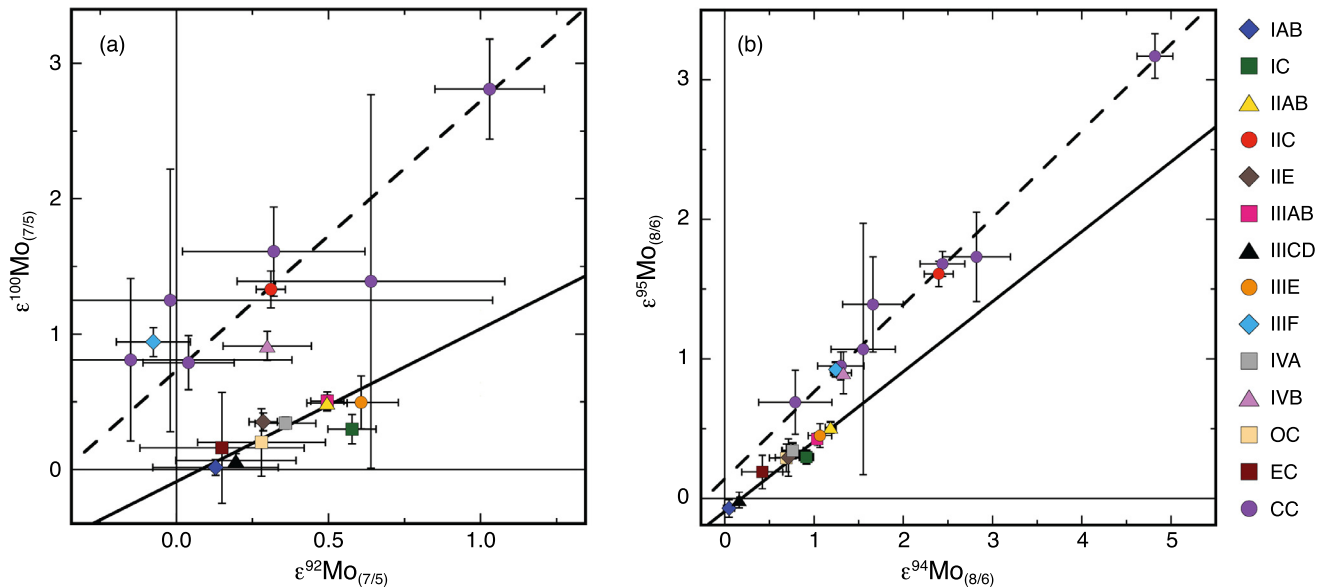 (a)
3
2
1
0
0.0
0.5
1.0
ε¹⁰⁰Mo(7/5)
ε⁹²Mo(7/5)
(b)
3
2
1
0
0
1
2
3
4
5
ε⁹⁵Mo(8/6)
ε⁹⁴Mo(8/6)
IAB
IC
IIAB
IIC
IIE
IIIAB
IIICD
IIIE
IIIF
IVA
IVB
OC
EC
CC